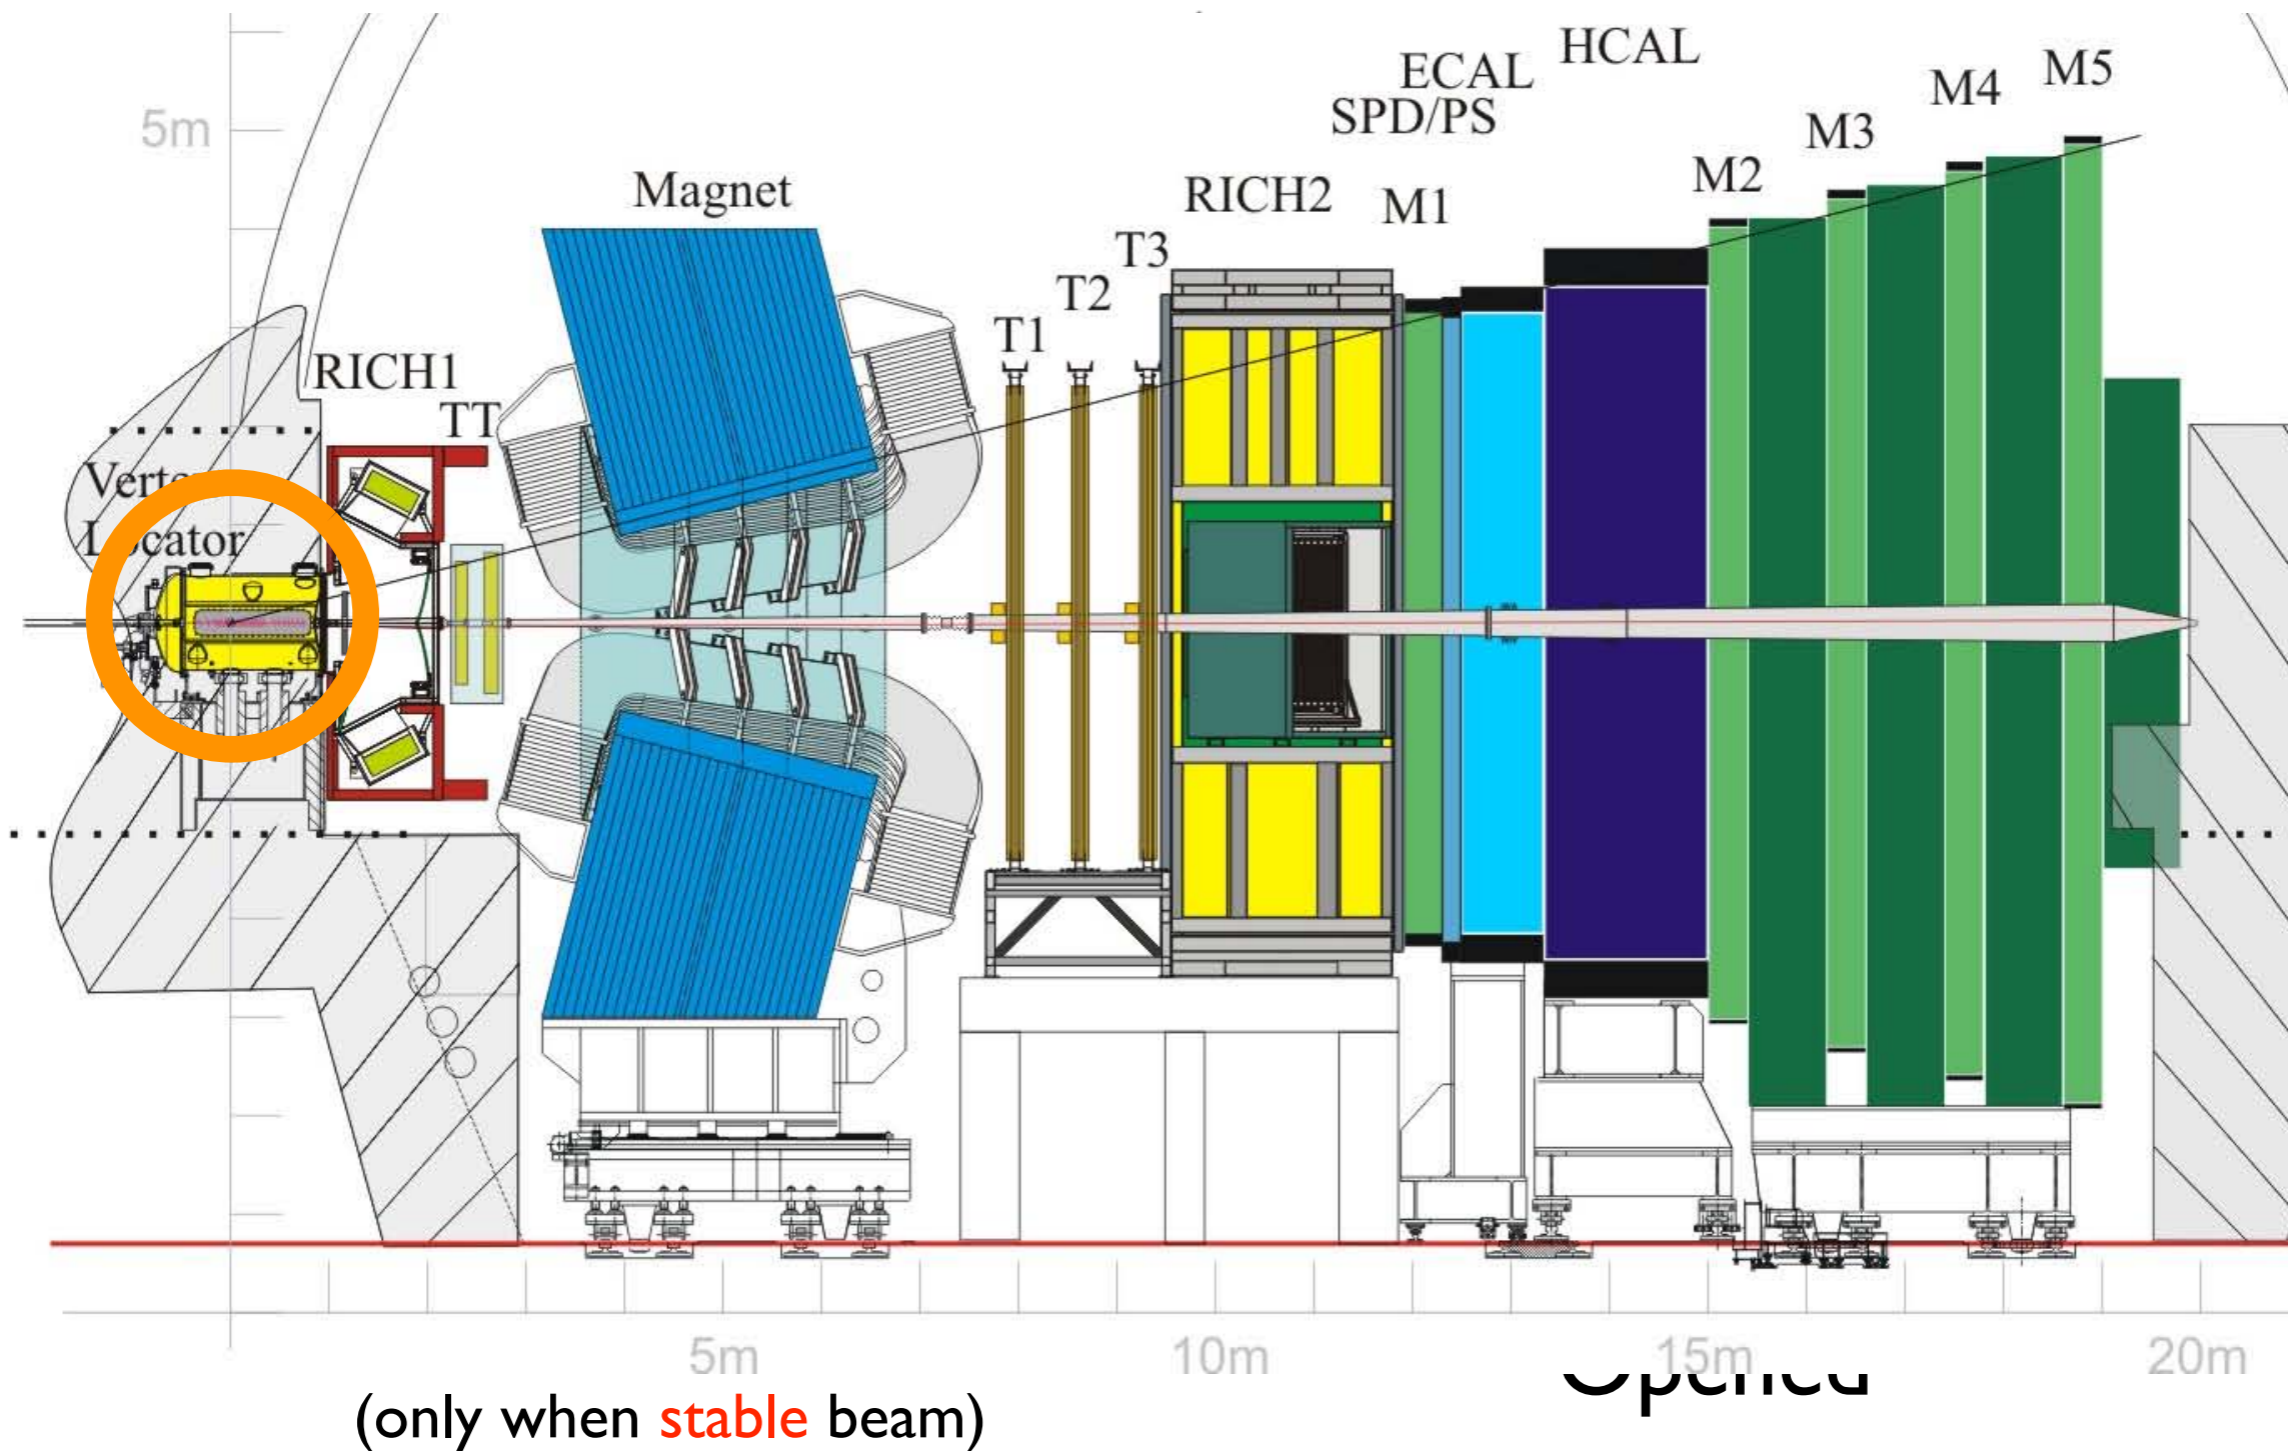 HCAL
ECAL
SPD/PS
M5
M4
M3
M2
5m
Magnet
RICH2
M1
T3
T2
T1
RICH1
TT
Locator
5m
10m
15m
20m
(only when stable beam)